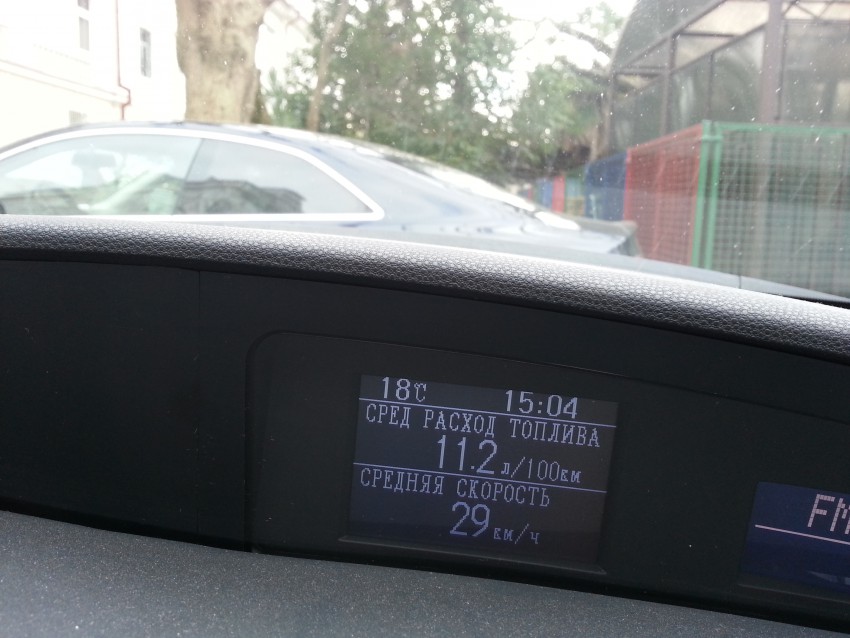 18℃ 15:04
СРЕД РАСХОД ТОПЛИВА
11.2 л/100км
СРЕДНЯЯ СКОРОСТЬ
29 км/ч
FM